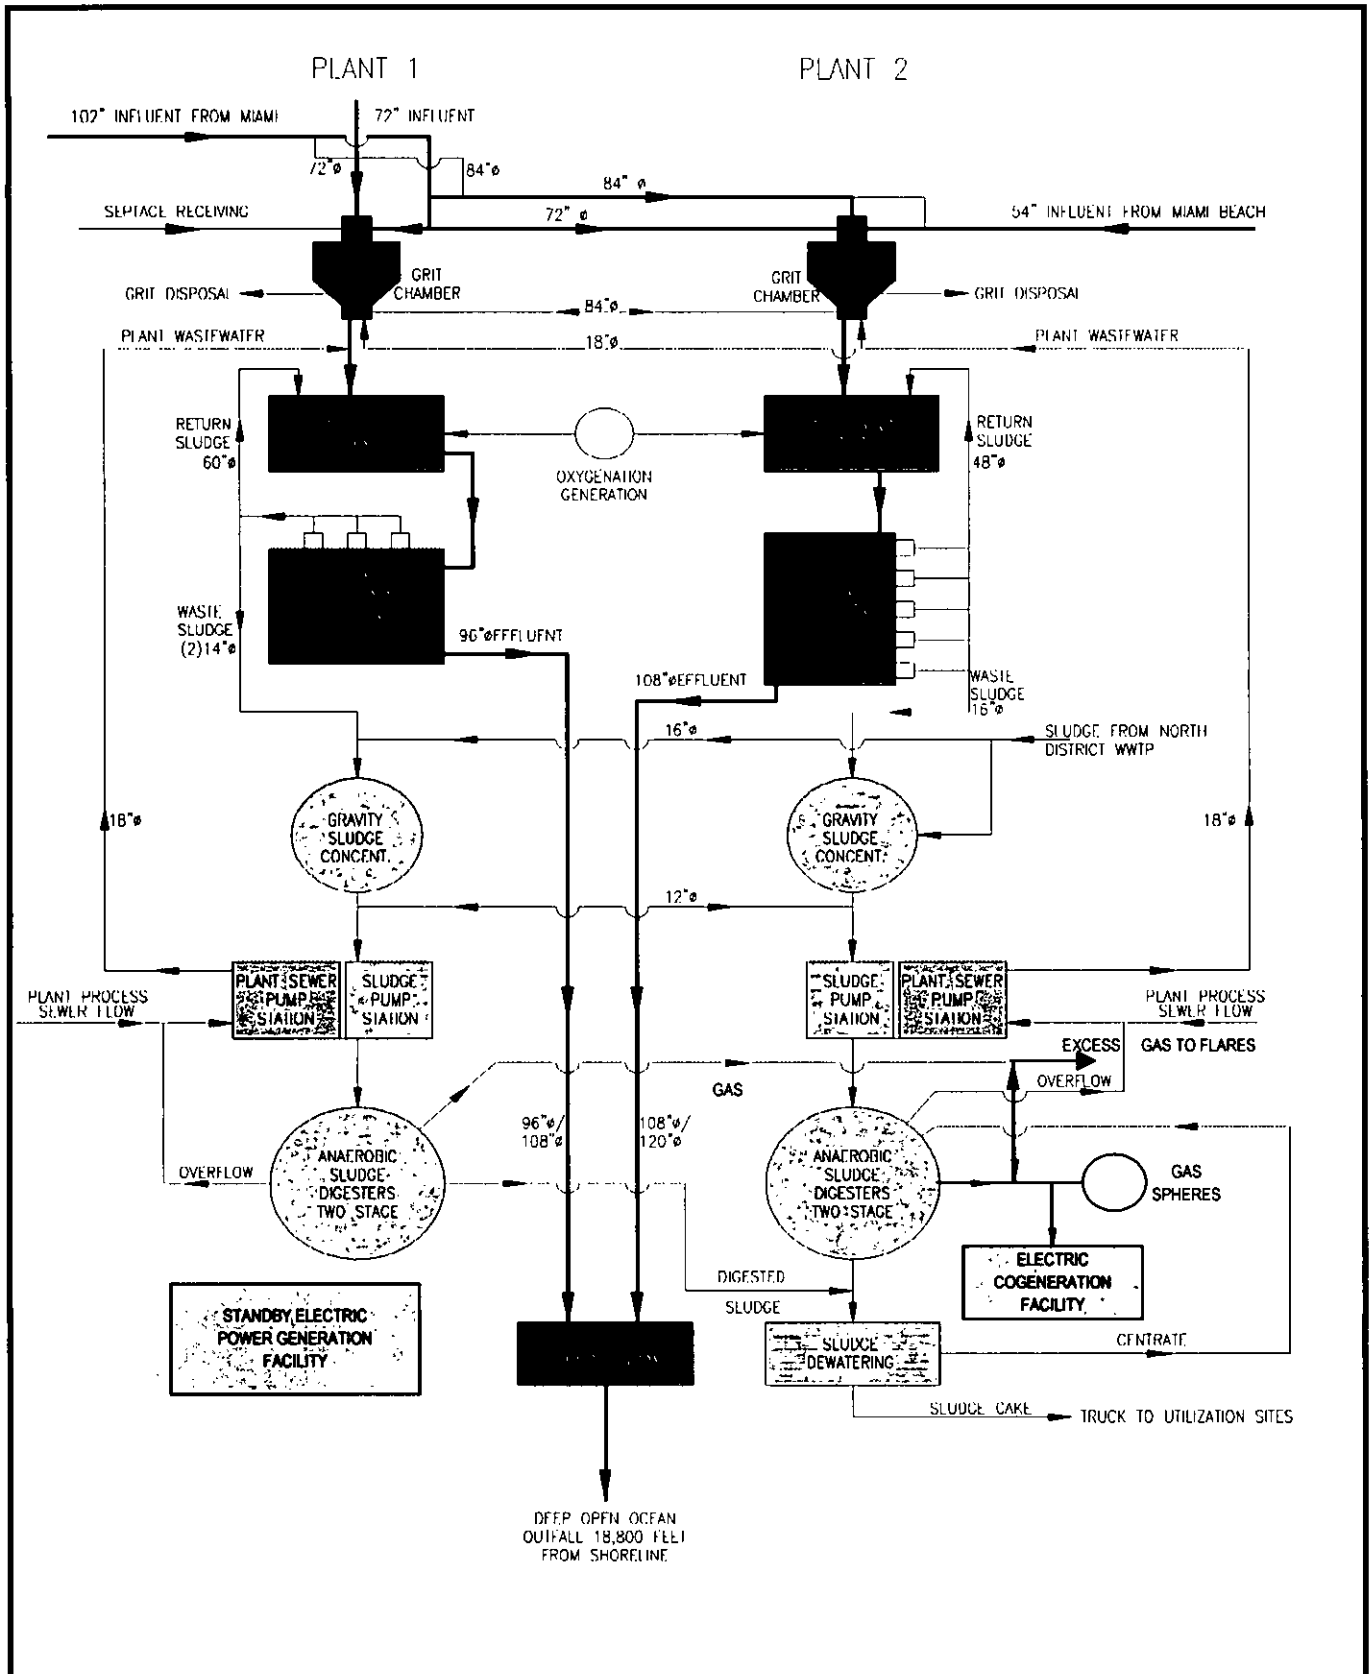 PLANT 1
PLANT 2
102" INFLUENT FROM MIAMI
72" INFLUENT
72"ø
84"ø
84" ø
SEPTAGE RECEIVING
72" ø
54" INFLUENT FROM MIAMI BEACH
GRIT
CHAMBER
GRIT
CHAMBER
GRIT DISPOSAL
GRIT DISPOSAL
84"ø
PLANT WASTEWATER
18"ø
PLANT WASTEWATER
RETURN
SLUDGE
60"ø
RETURN
SLUDGE
48"ø
OXYGENATION
GENERATION
WASTE
SLUDGE
(2)14"ø
96"øEFFLUENT
108"øEFFLUENT
WASTE
SLUDGE
16"ø
16"ø
SLUDGE FROM NORTH
DISTRICT WWTP
18"ø
GRAVITY
SLUDGE
CONCENT.
GRAVITY
SLUDGE
CONCENT.
18"ø
12"ø
PLANT SEWER
PUMP
STATION
SLUDGE
PUMP
STATION
SLUDGE
PUMP
STATION
PLANT SEWER
PUMP
STATION
PLANT PROCESS
SEWER FLOW
PLANT PROCESS
SEWER FLOW
EXCESS
GAS TO FLARES
GAS
OVERFLOW
96"ø/
108"ø
108"ø/
120"ø
OVERFLOW
ANAEROBIC
SLUDGE
DIGESTERS
TWO STAGE
ANAEROBIC
SLUDGE
DIGESTERS
TWO STAGE
GAS
SPHERES
ELECTRIC
COGENERATION
FACILITY
DIGESTED
SLUDGE
STANDBY ELECTRIC
POWER GENERATION
FACILITY
SLUDGE
DEWATERING
CENTRATE
SLUDGE CAKE
TRUCK TO UTILIZATION SITES
DEEP OPEN OCEAN
OUTFALL 18,800 FEET
FROM SHORELINE